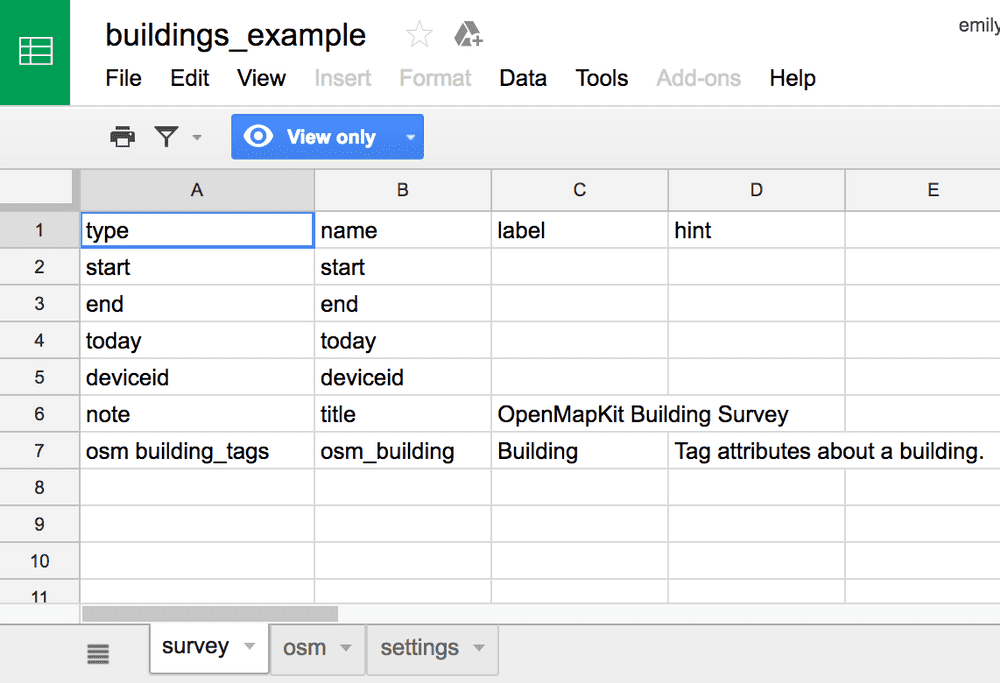 buildings_example
emily
File Edit View Insert Format Data Tools Add-ons Help
View only
A B C D E
1 type name label hint
2 start start
3 end end
4 today today
5 deviceid deviceid
6 note title OpenMapKit Building Survey
7 osm building_tags osm_building Building Tag attributes about a building.
8
9
10
11
survey osm settings